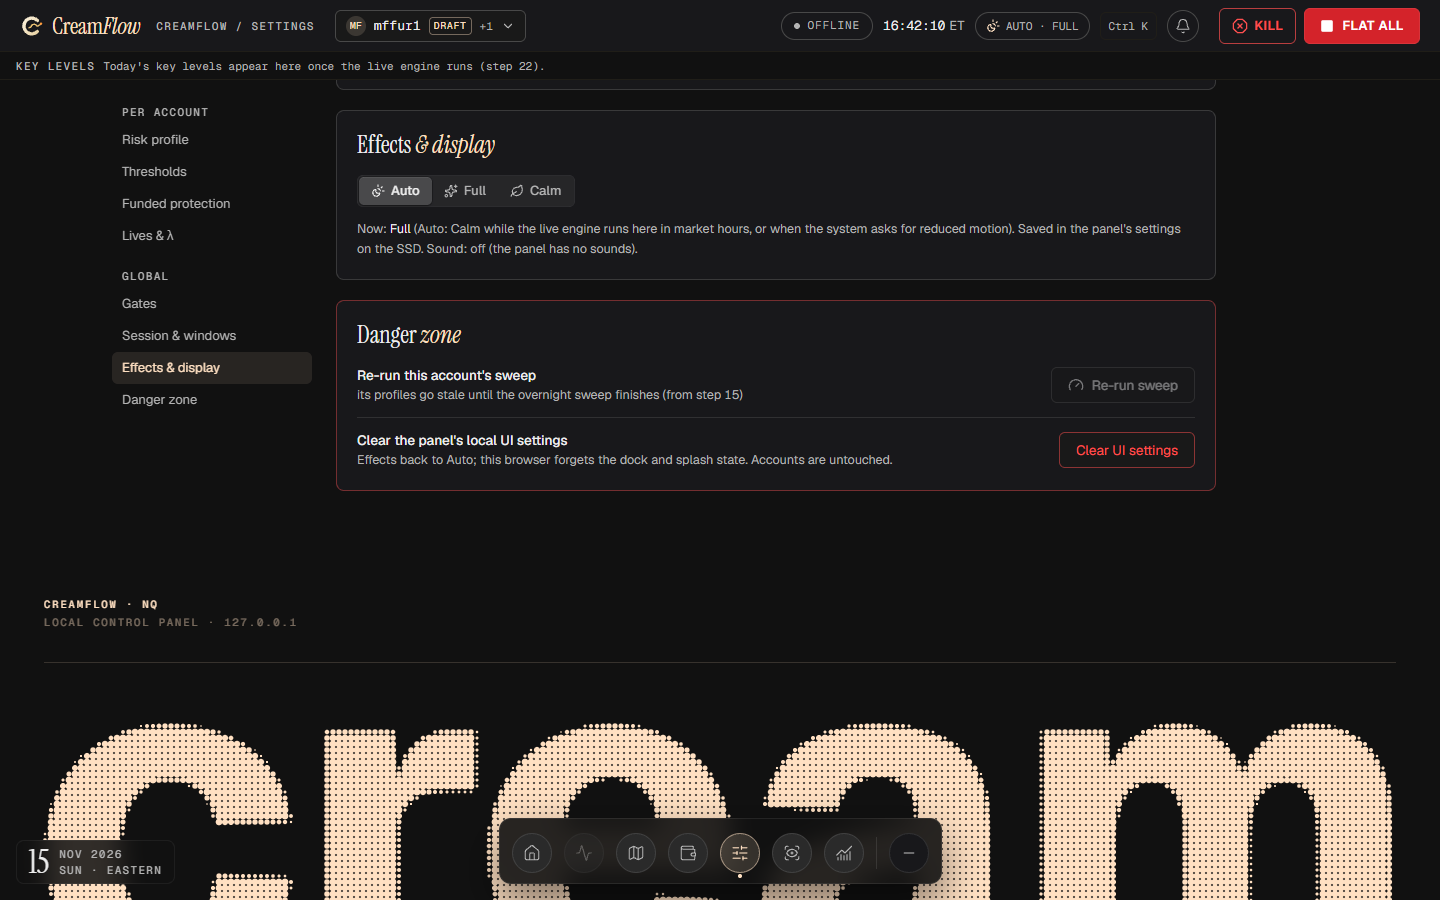 CreamFlow CREAMFLOW / SETTINGS MF mffur1 DRAFT +1 OFFLINE 16:42:10 ET AUTO · FULL Ctrl K KILL FLAT ALL
KEY LEVELS Today's key levels appear here once the live engine runs (step 22).
PER ACCOUNT
Risk profile
Thresholds
Funded protection
Lives & λ
GLOBAL
Gates
Session & windows
Effects & display
Danger zone
Effects & display
Auto Full Calm
Now: Full (Auto: Calm while the live engine runs here in market hours, or when the system asks for reduced motion). Saved in the panel's settings
on the SSD. Sound: off (the panel has no sounds).
Danger zone
Re-run this account's sweep
its profiles go stale until the overnight sweep finishes (from step 15)
Re-run sweep
Clear the panel's local UI settings
Effects back to Auto; this browser forgets the dock and splash state. Accounts are untouched.
Clear UI settings
CREAMFLOW · NQ
LOCAL CONTROL PANEL · 127.0.0.1
cream
15 NOV 2026
SUN · EASTERN